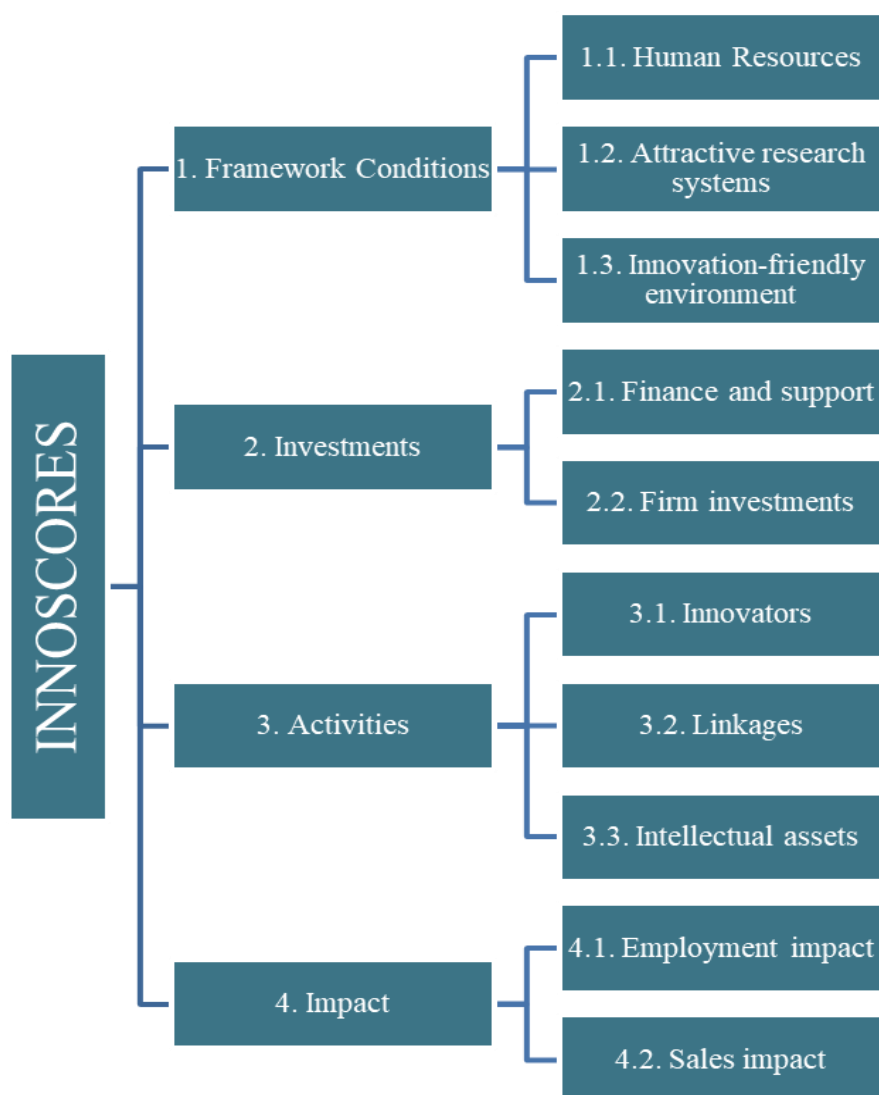 INNOSCORES
1. Framework Conditions
1.1. Human Resources
1.2. Attractive research
systems
1.3. Innovation-friendly
environment
2. Investments
2.1. Finance and support
2.2. Firm investments
3. Activities
3.1. Innovators
3.2. Linkages
3.3. Intellectual assets
4. Impact
4.1. Employment impact
4.2. Sales impact